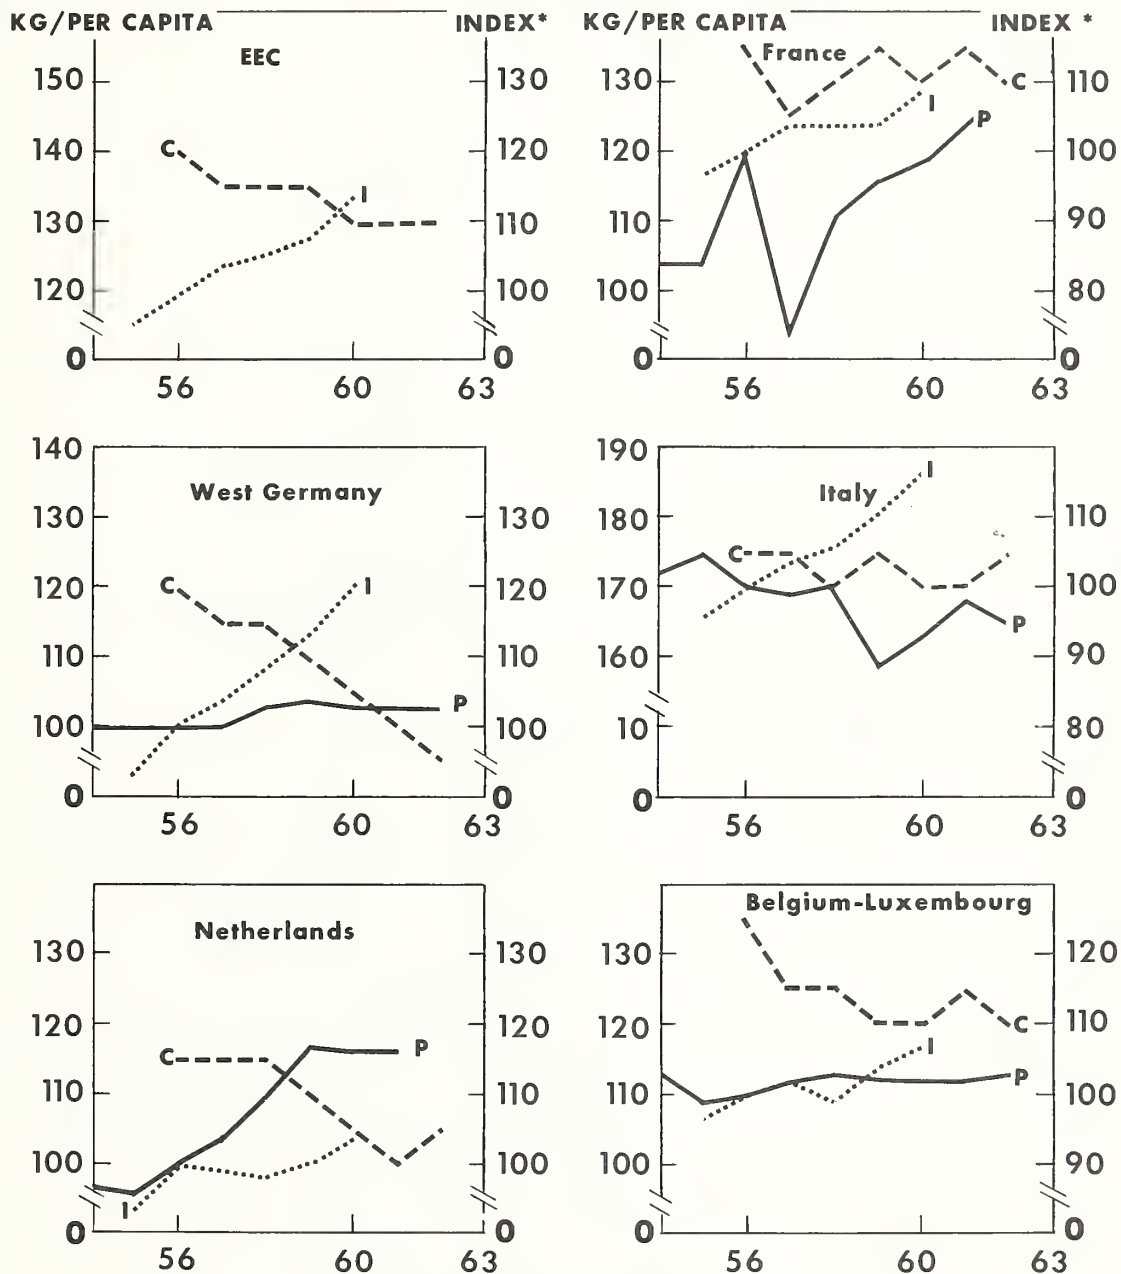 KG/PER CAPITA INDEX*
EEC
150 130
C
140 120
I
130 110
120 100
0 0
56 60 63
KG/PER CAPITA INDEX *
France
130 C 110
I
P
120 100
110 90
100 80
0 0
56 60 63
140
West Germany
130 130
120 C I 120
110 110
P
100 100
0 0
56 60 63
190
I
Italy
180 110
C
170 100
P
160 90
10 80
0 0
56 60 63
Netherlands
130 130
120 120
C P
110 110
100 100
I
0 0
56 60 63
Belgium-Luxembourg
130 120
120 C 110
I
P
110 100
100 90
0 0
56 60 63